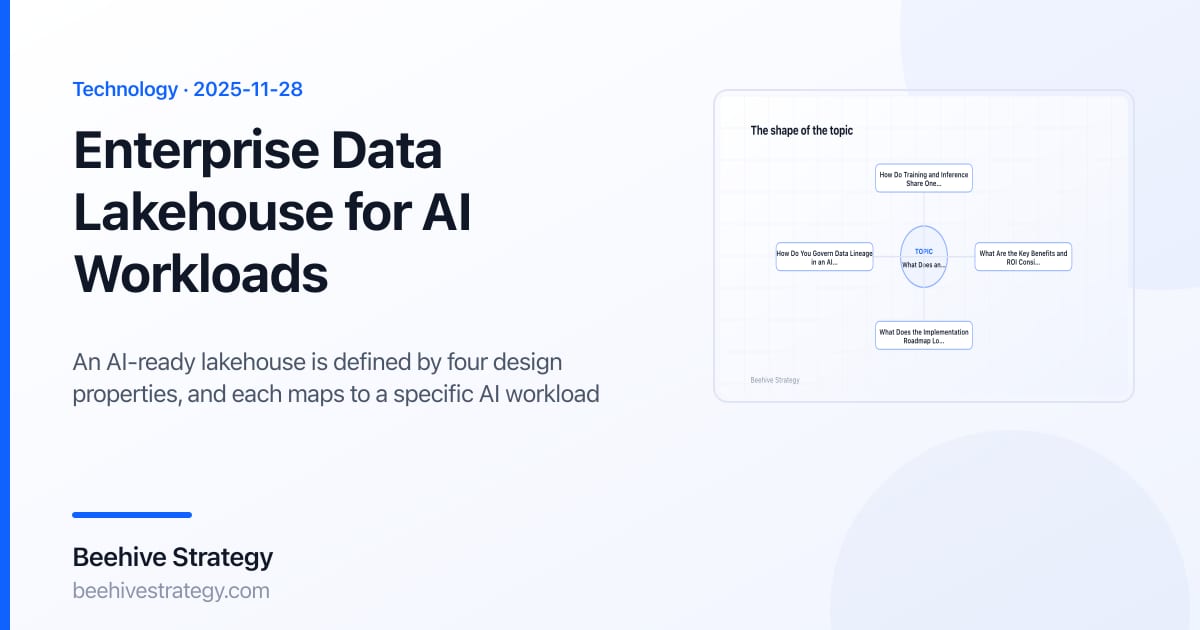 Technology · 2025-11-28
Enterprise Data
Lakehouse for AI
Workloads
An AI-ready lakehouse is defined by four design
properties, and each maps to a specific AI workload
Beehive Strategy
beehivestrategy.com
The shape of the topic
How Do Training and Inference
Share One...
How Do You Govern Data Lineage
in an AI...
TOPIC
What Does an...
What Are the Key Benefits and
ROI Consi...
What Does the Implementation
Roadmap Lo...
Beehive Strategy